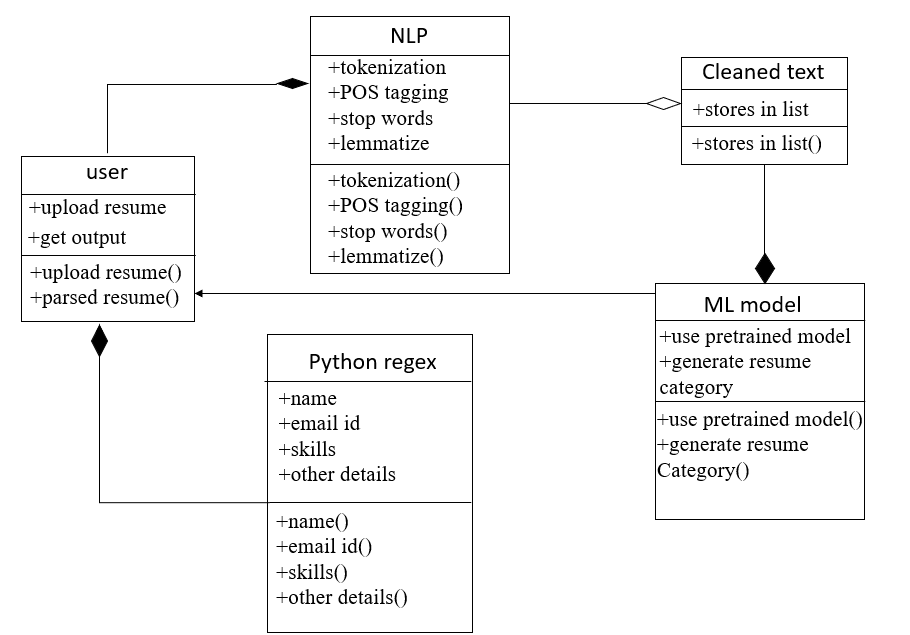 NLP
+tokenization
+POS tagging
+stop words
+lemmatize
+tokenization()
+POS tagging()
+stop words()
+lemmatize()
Cleaned text
+stores in list
+stores in list()
user
+upload resume
+get output
+upload resume()
+parsed resume()
ML model
+use pretrained model
+generate resume
category
+use pretrained model()
+generate resume
Category()
Python regex
+name
+email id
+skills
+other details
+name()
+email id()
+skills()
+other details()